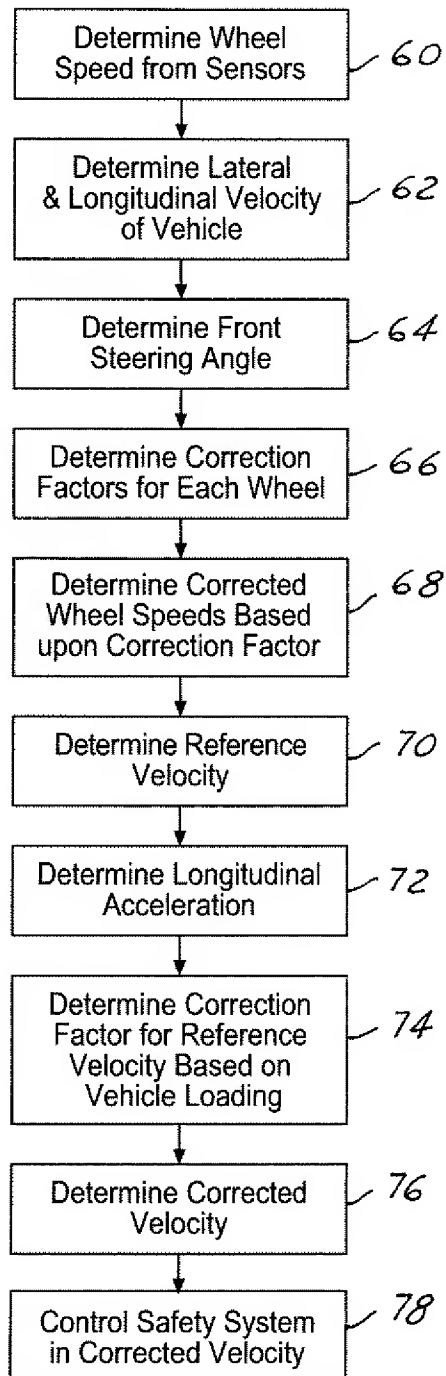 Determine Wheel
Speed from Sensors
60
Determine Lateral
& Longitudinal Velocity
of Vehicle
62
Determine Front
Steering Angle
64
Determine Correction
Factors for Each Wheel
66
Determine Corrected
Wheel Speeds Based
upon Correction Factor
68
Determine Reference
Velocity
70
Determine Longitudinal
Acceleration
72
Determine Correction
Factor for Reference
Velocity Based on
Vehicle Loading
74
Determine Corrected
Velocity
76
Control Safety System
in Corrected Velocity
78